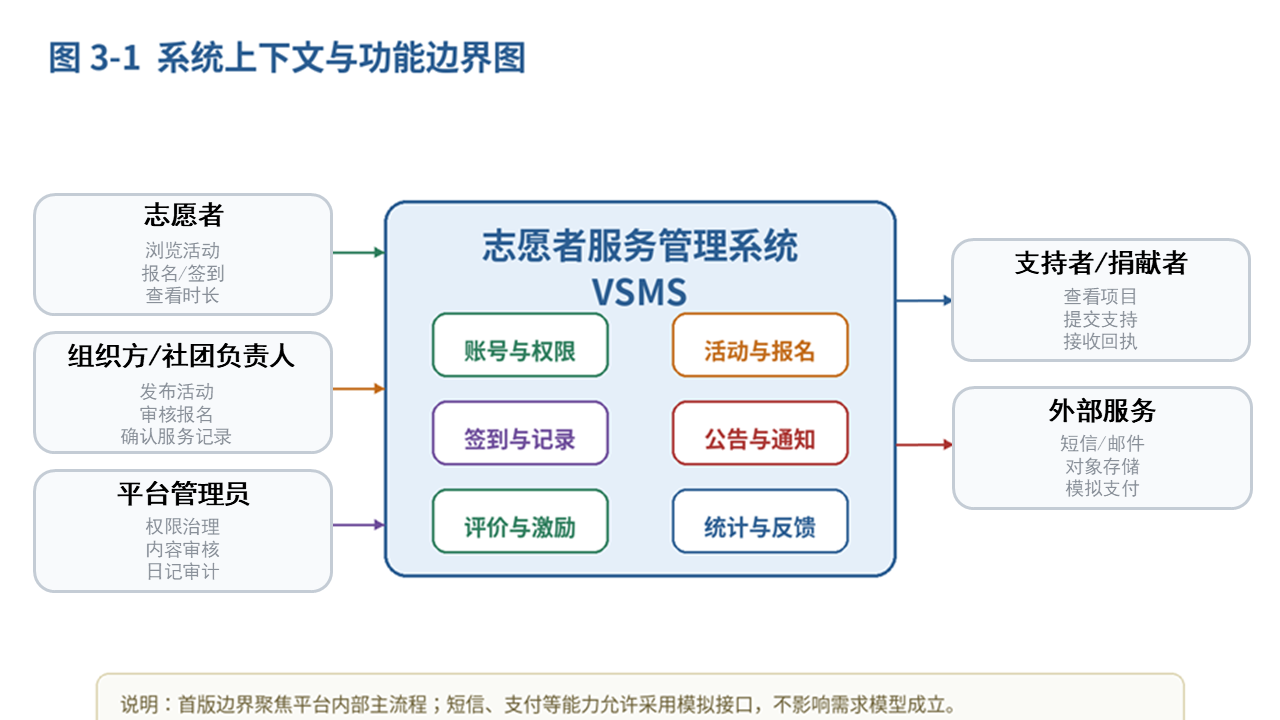 图 3-1 系统上下文与功能边界图
志愿者
浏览活动
报名/签到
查看时长
组织方/社团负责人
发布活动
审核报名
确认服务记录
平台管理员
权限治理
内容审核
日记审计
志愿者服务管理系统
VSMS
账号与权限
活动与报名
签到与记录
公告与通知
评价与激励
统计与反馈
支持者/捐献者
查看项目
提交支持
接收回执
外部服务
短信/邮件
对象存储
模拟支付
说明：首版边界聚焦平台内部主流程；短信、支付等能力允许采用模拟接口，不影响需求模型成立。